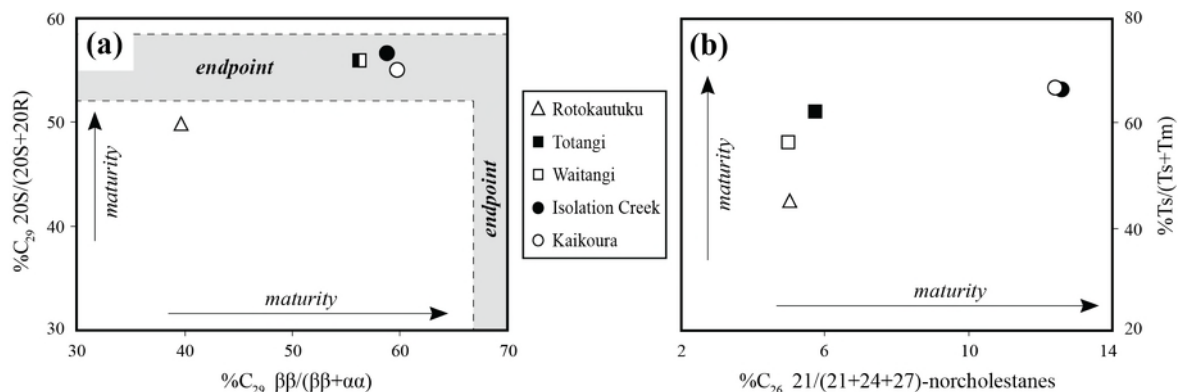 (a)
60
50
40
30
%C₂₉ 20S/(20S+20R)
endpoint
endpoint
maturity
maturity
30
40
50
60
70
%C₂₉ ββ/(ββ+αα)
Rotokautuku
Totangi
Waitangi
Isolation Creek
Kaikoura
(b)
maturity
maturity
2
6
10
14
%C₂₆ 21/(21+24+27)-norcholestanes
80
60
40
20
%Ts/(Ts+Tm)